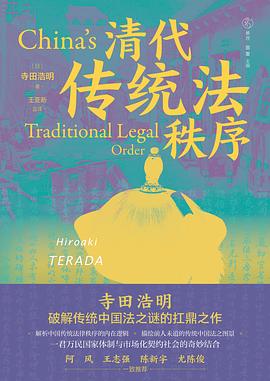 China's
清代
传统法
Traditional Legal
Order
秩序
[日]
寺田浩明
著
王亚新
监译
Hiroaki
TERADA
寺田浩明
破解传统中国法之谜的扛鼎之作
·解析中国传统法律秩序的内在逻辑 ·描绘前人未道的传统中国法之图景
一君万民国家体制与市场化契约社会的奇妙结合
阿 风 王志强 陈新宇 尤陈俊
一致推荐